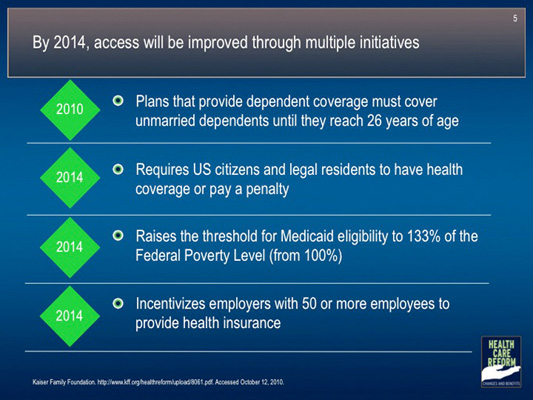 5
By 2014, access will be improved through multiple initiatives
2010
Plans that provide dependent coverage must cover
unmarried dependents until they reach 26 years of age
2014
Requires US citizens and legal residents to have health
coverage or pay a penalty
2014
Raises the threshold for Medicaid eligibility to 133% of the
Federal Poverty Level (from 100%)
2014
Incentivizes employers with 50 or more employees to
provide health insurance
HEALTH
CARE
REFORM
CHANGES AND BENEFITS
Kaiser Family Foundation. http://www.kff.org/healthreform/upload/8061.pdf. Accessed October 12, 2010.